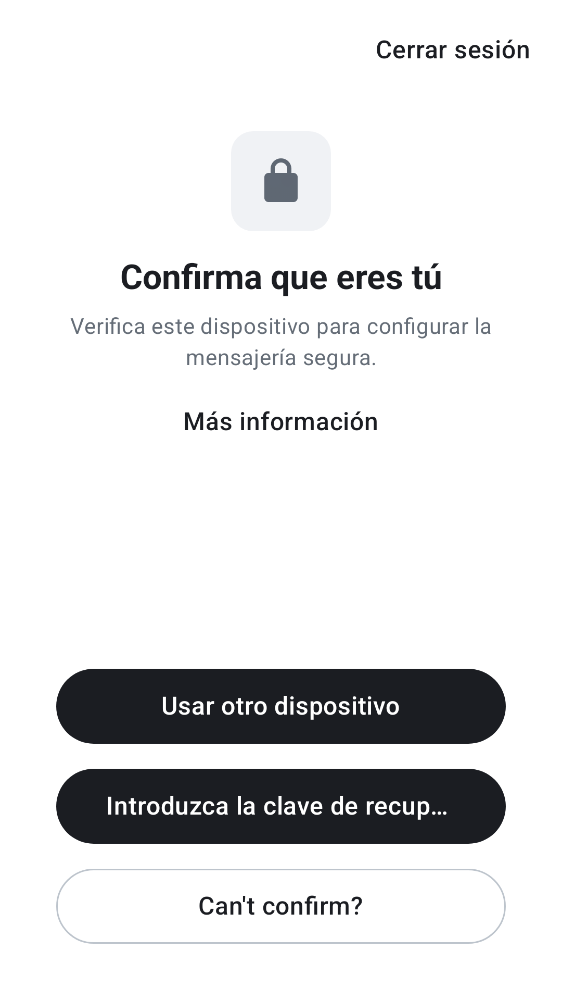 Cerrar sesión
Confirma que eres tú
Verifica este dispositivo para configurar la
mensajería segura.
Más información
Usar otro dispositivo
Introduzca la clave de recup…
Can't confirm?